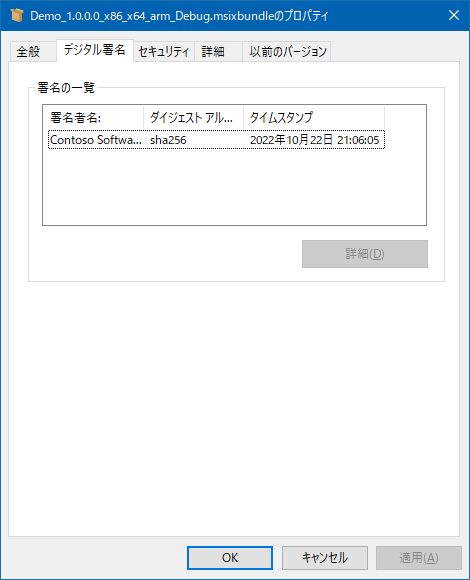 Demo_1.0.0.0_x86_x64_arm_Debug.msixbundleのプロパティ
全般 デジタル署名 セキュリティ 詳細 以前のバージョン
署名の一覧
署名者名: ダイジェスト アル... タイムスタンプ
Contoso Softwa... sha256 2022年10月22日 21:06:05
詳細(D)
OK キャンセル 適用(A)